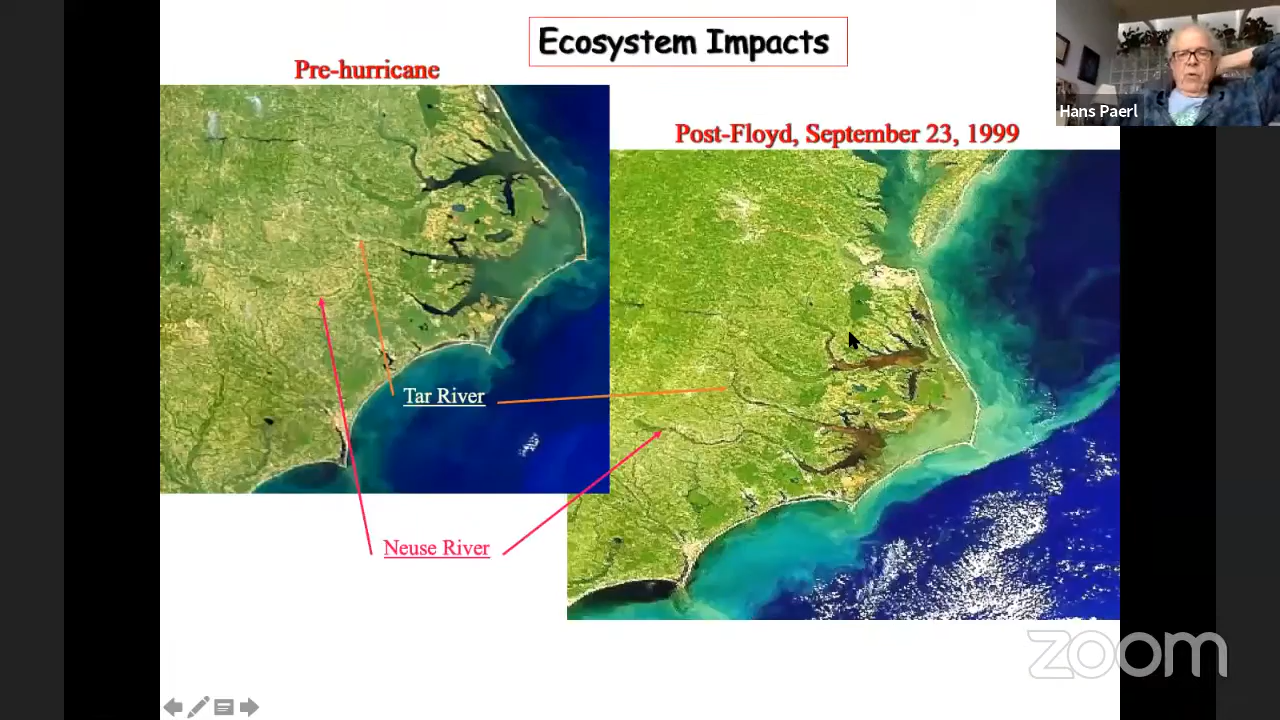 Ecosystem Impacts
Pre-hurricane
Hans Paerl
Post-Floyd, September 23, 1999
Tar River
Neuse River
zoom